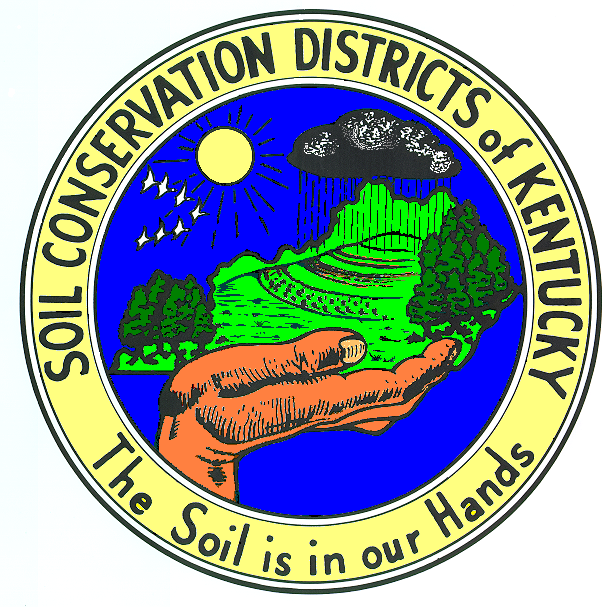 SOIL CONSERVATION DISTRICTS of KENTUCKY
The Soil is in our Hands